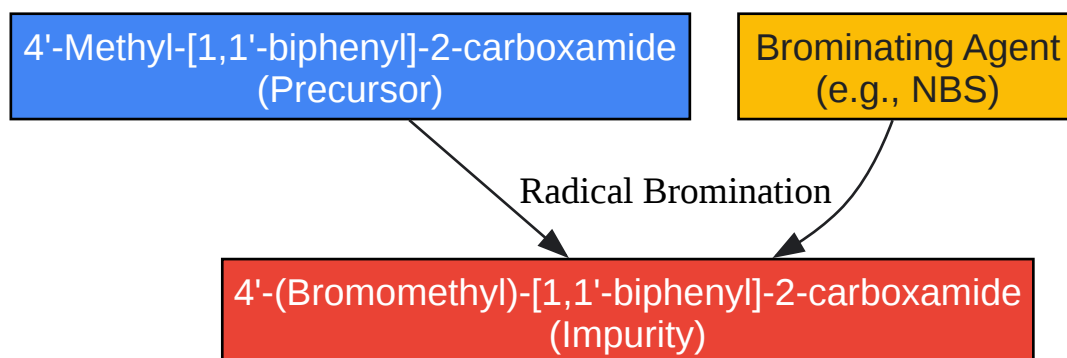 4'-Methyl-[1,1'-biphenyl]-2-carboxamide
(Precursor)
Brominating Agent
(e.g., NBS)
Radical Bromination
4'-(Bromomethyl)-[1,1'-biphenyl]-2-carboxamide
(Impurity)